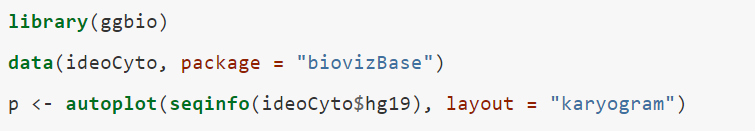 library(ggbio)
data(ideoCyto, package = "biovizBase")
p <- autoplot(seqinfo(ideoCyto$hg19), layout = "karyogram")